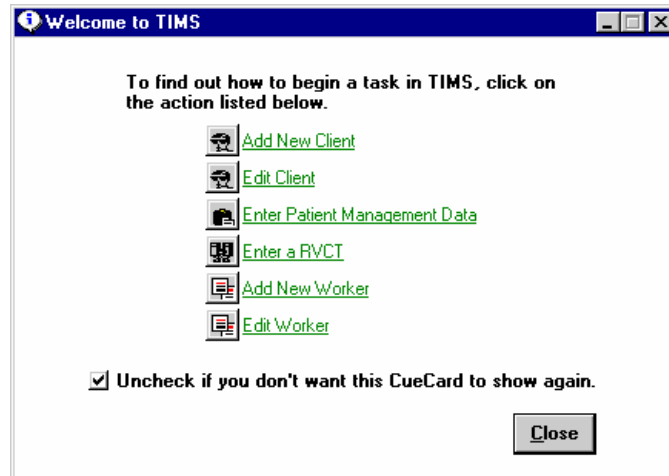 Welcome to TIMS
To find out how to begin a task in TIMS, click on
the action listed below.
Add New Client
Edit Client
Enter Patient Management Data
Enter a RVCT
Add New Worker
Edit Worker
Uncheck if you don't want this CueCard to show again.
Close